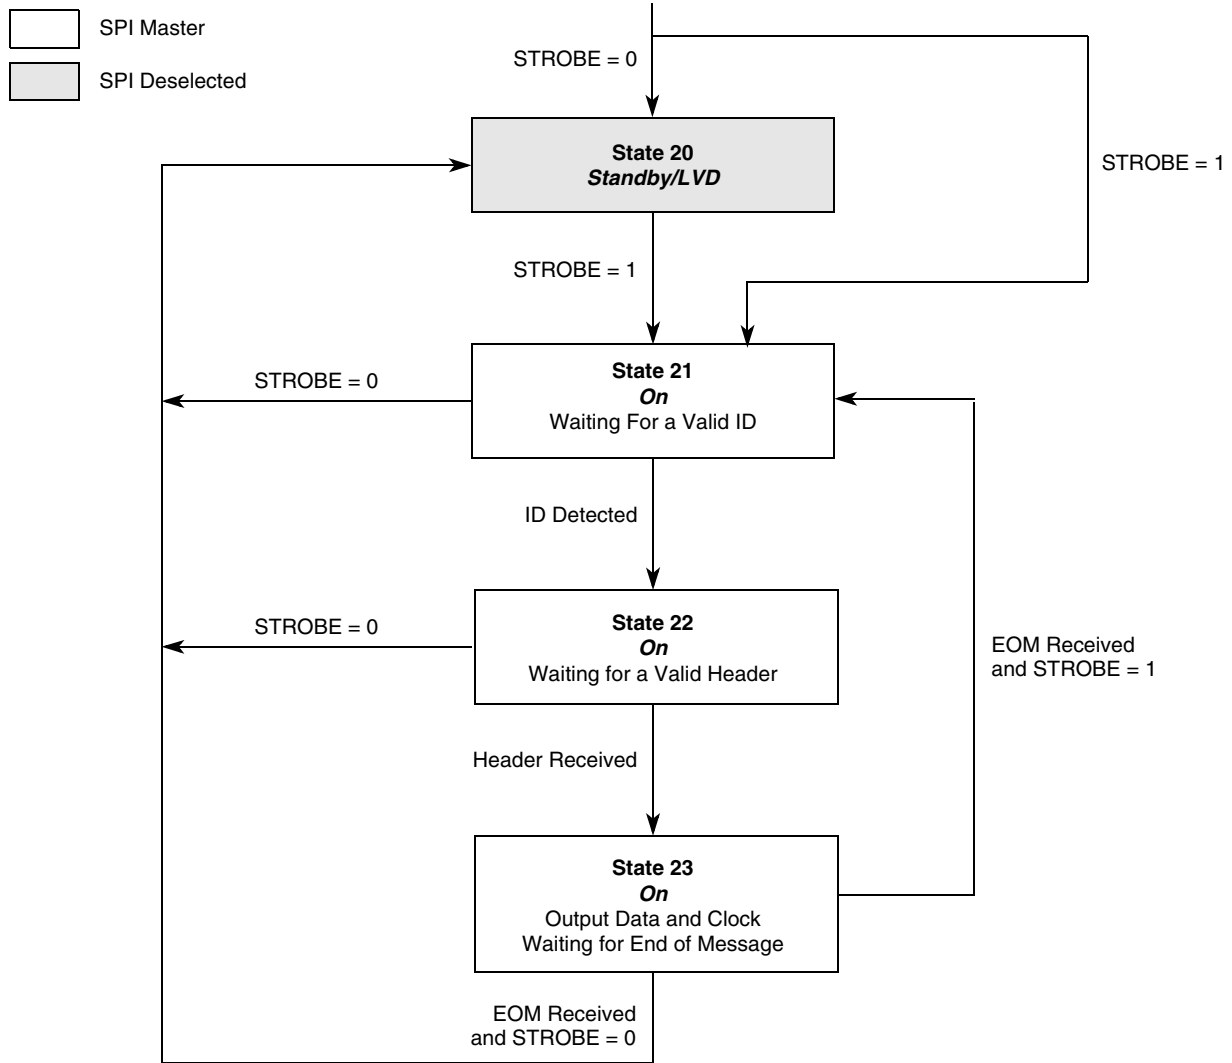 SPI Master
SPI Deselected
STROBE = 0
STROBE = 1
State 20
Standby/LVD
STROBE = 1
State 21
On
Waiting For a Valid ID
STROBE = 0
ID Detected
State 22
On
Waiting for a Valid Header
STROBE = 0
EOM Received
and STROBE = 1
Header Received
State 23
On
Output Data and Clock
Waiting for End of Message
EOM Received
and STROBE = 0